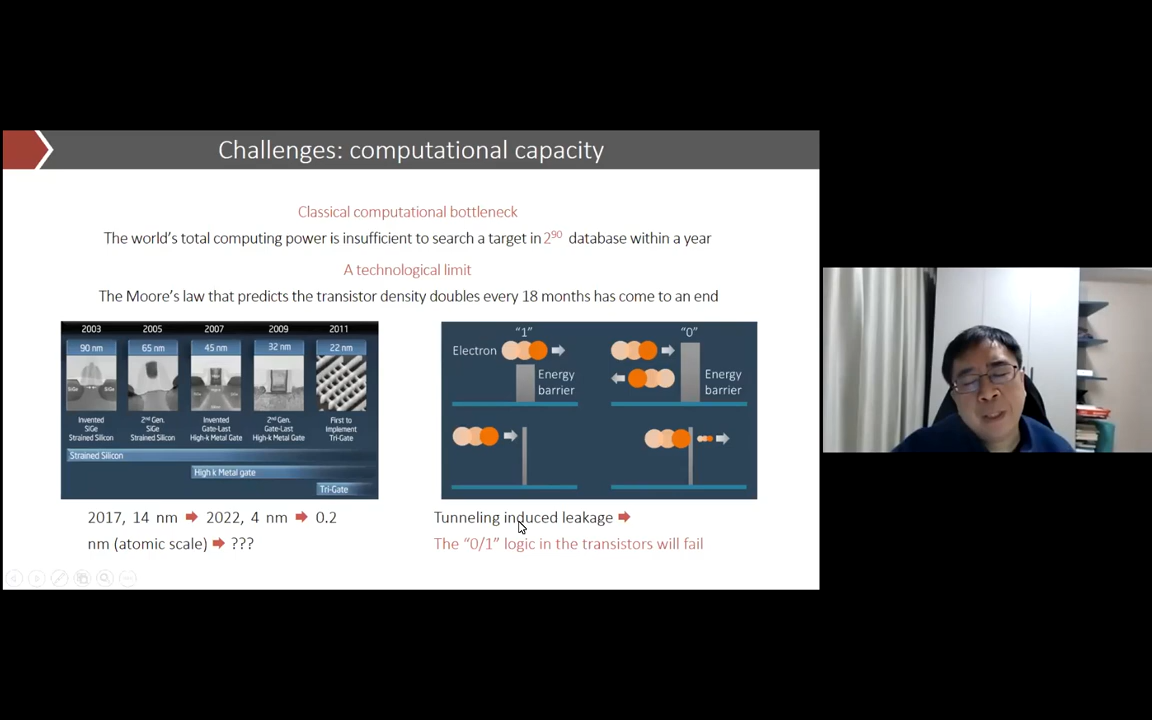 Challenges: computational capacity
Classical computational bottleneck
The world's total computing power is insufficient to search a target in 2⁹⁰ database within a year
A technological limit
The Moore's law that predicts the transistor density doubles every 18 months has come to an end
2003 2005 2007 2009 2011
90 nm 65 nm 45 nm 32 nm 22 nm
SiGe SiGe
Invented
SiGe
Strained Silicon
2nd Gen.
SiGe
Strained Silicon
Invented
Gate-Last
High-k Metal Gate
2nd Gen.
Gate-Last
High-k Metal Gate
First to
Implement
Tri-Gate
Strained Silicon
High k Metal gate
Tri-Gate
"1"
Electron
Energy
barrier
"0"
Energy
barrier
2017, 14 nm ➡ 2022, 4 nm ➡ 0.2
nm (atomic scale) ➡ ???
Tunneling induced leakage ➡
The "0/1" logic in the transistors will fail